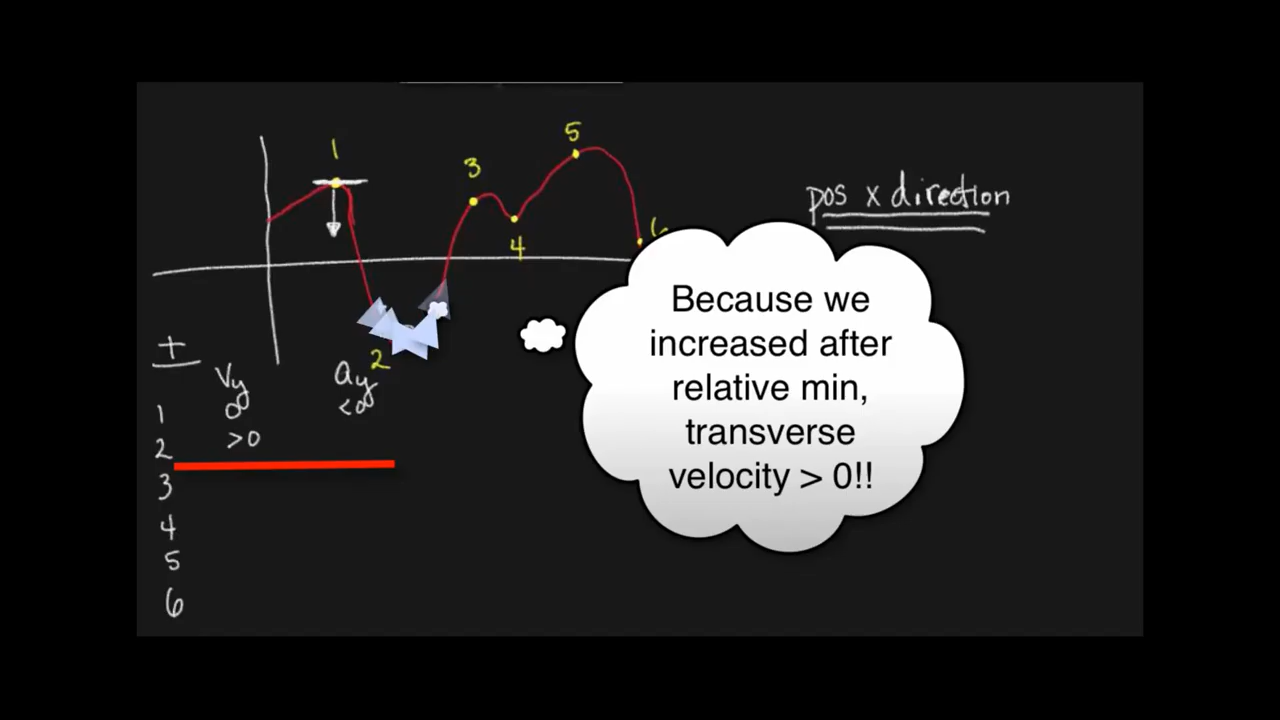 1
5
3
pos x direction
4
6
2
+
Vy
ay
1 0 <0
2 >0
3
4
5
6
Because we
increased after
relative min,
transverse
velocity > 0!!